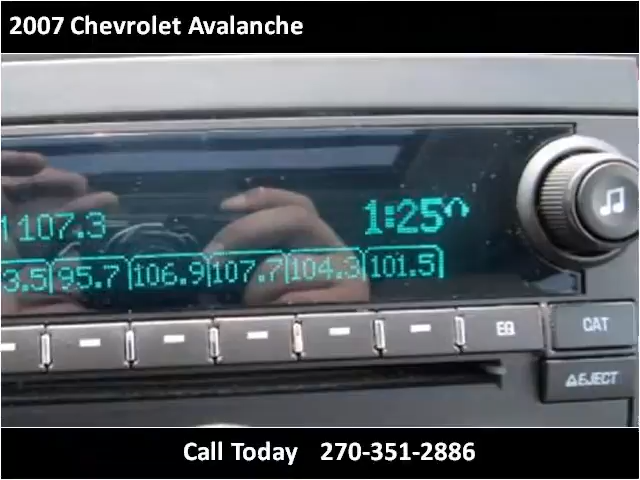 2007 Chevrolet Avalanche
107.3 1:25
3.5 95.7 106.9 107.7 104.3 101.5
EQ CAT
EJECT
Call Today 270-351-2886